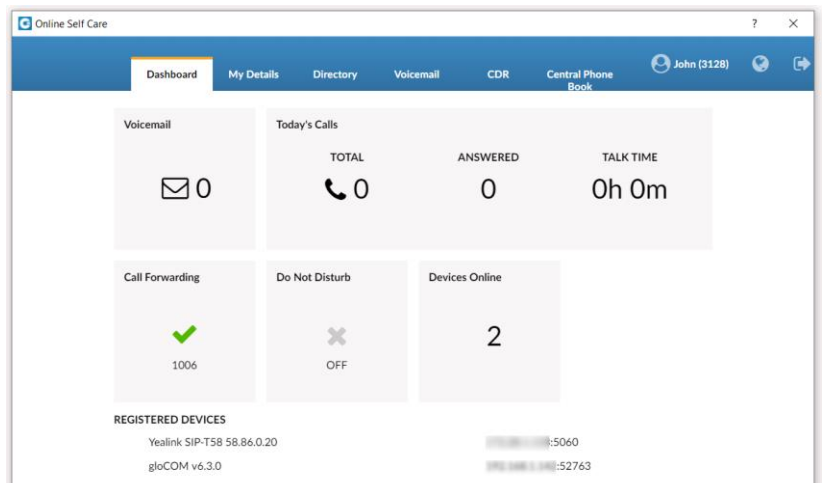 Online Self Care
?
John (3128)
Dashboard My Details Directory Voicemail CDR Central Phone
Book
Voicemail Today's Calls
TOTAL ANSWERED TALK TIME
0 0 0 0h 0m
Call Forwarding Do Not Disturb Devices Online
2
1006 OFF
REGISTERED DEVICES
Yealink SIP-T58 58.86.0.20 :5060
gloCOM v6.3.0 :52763